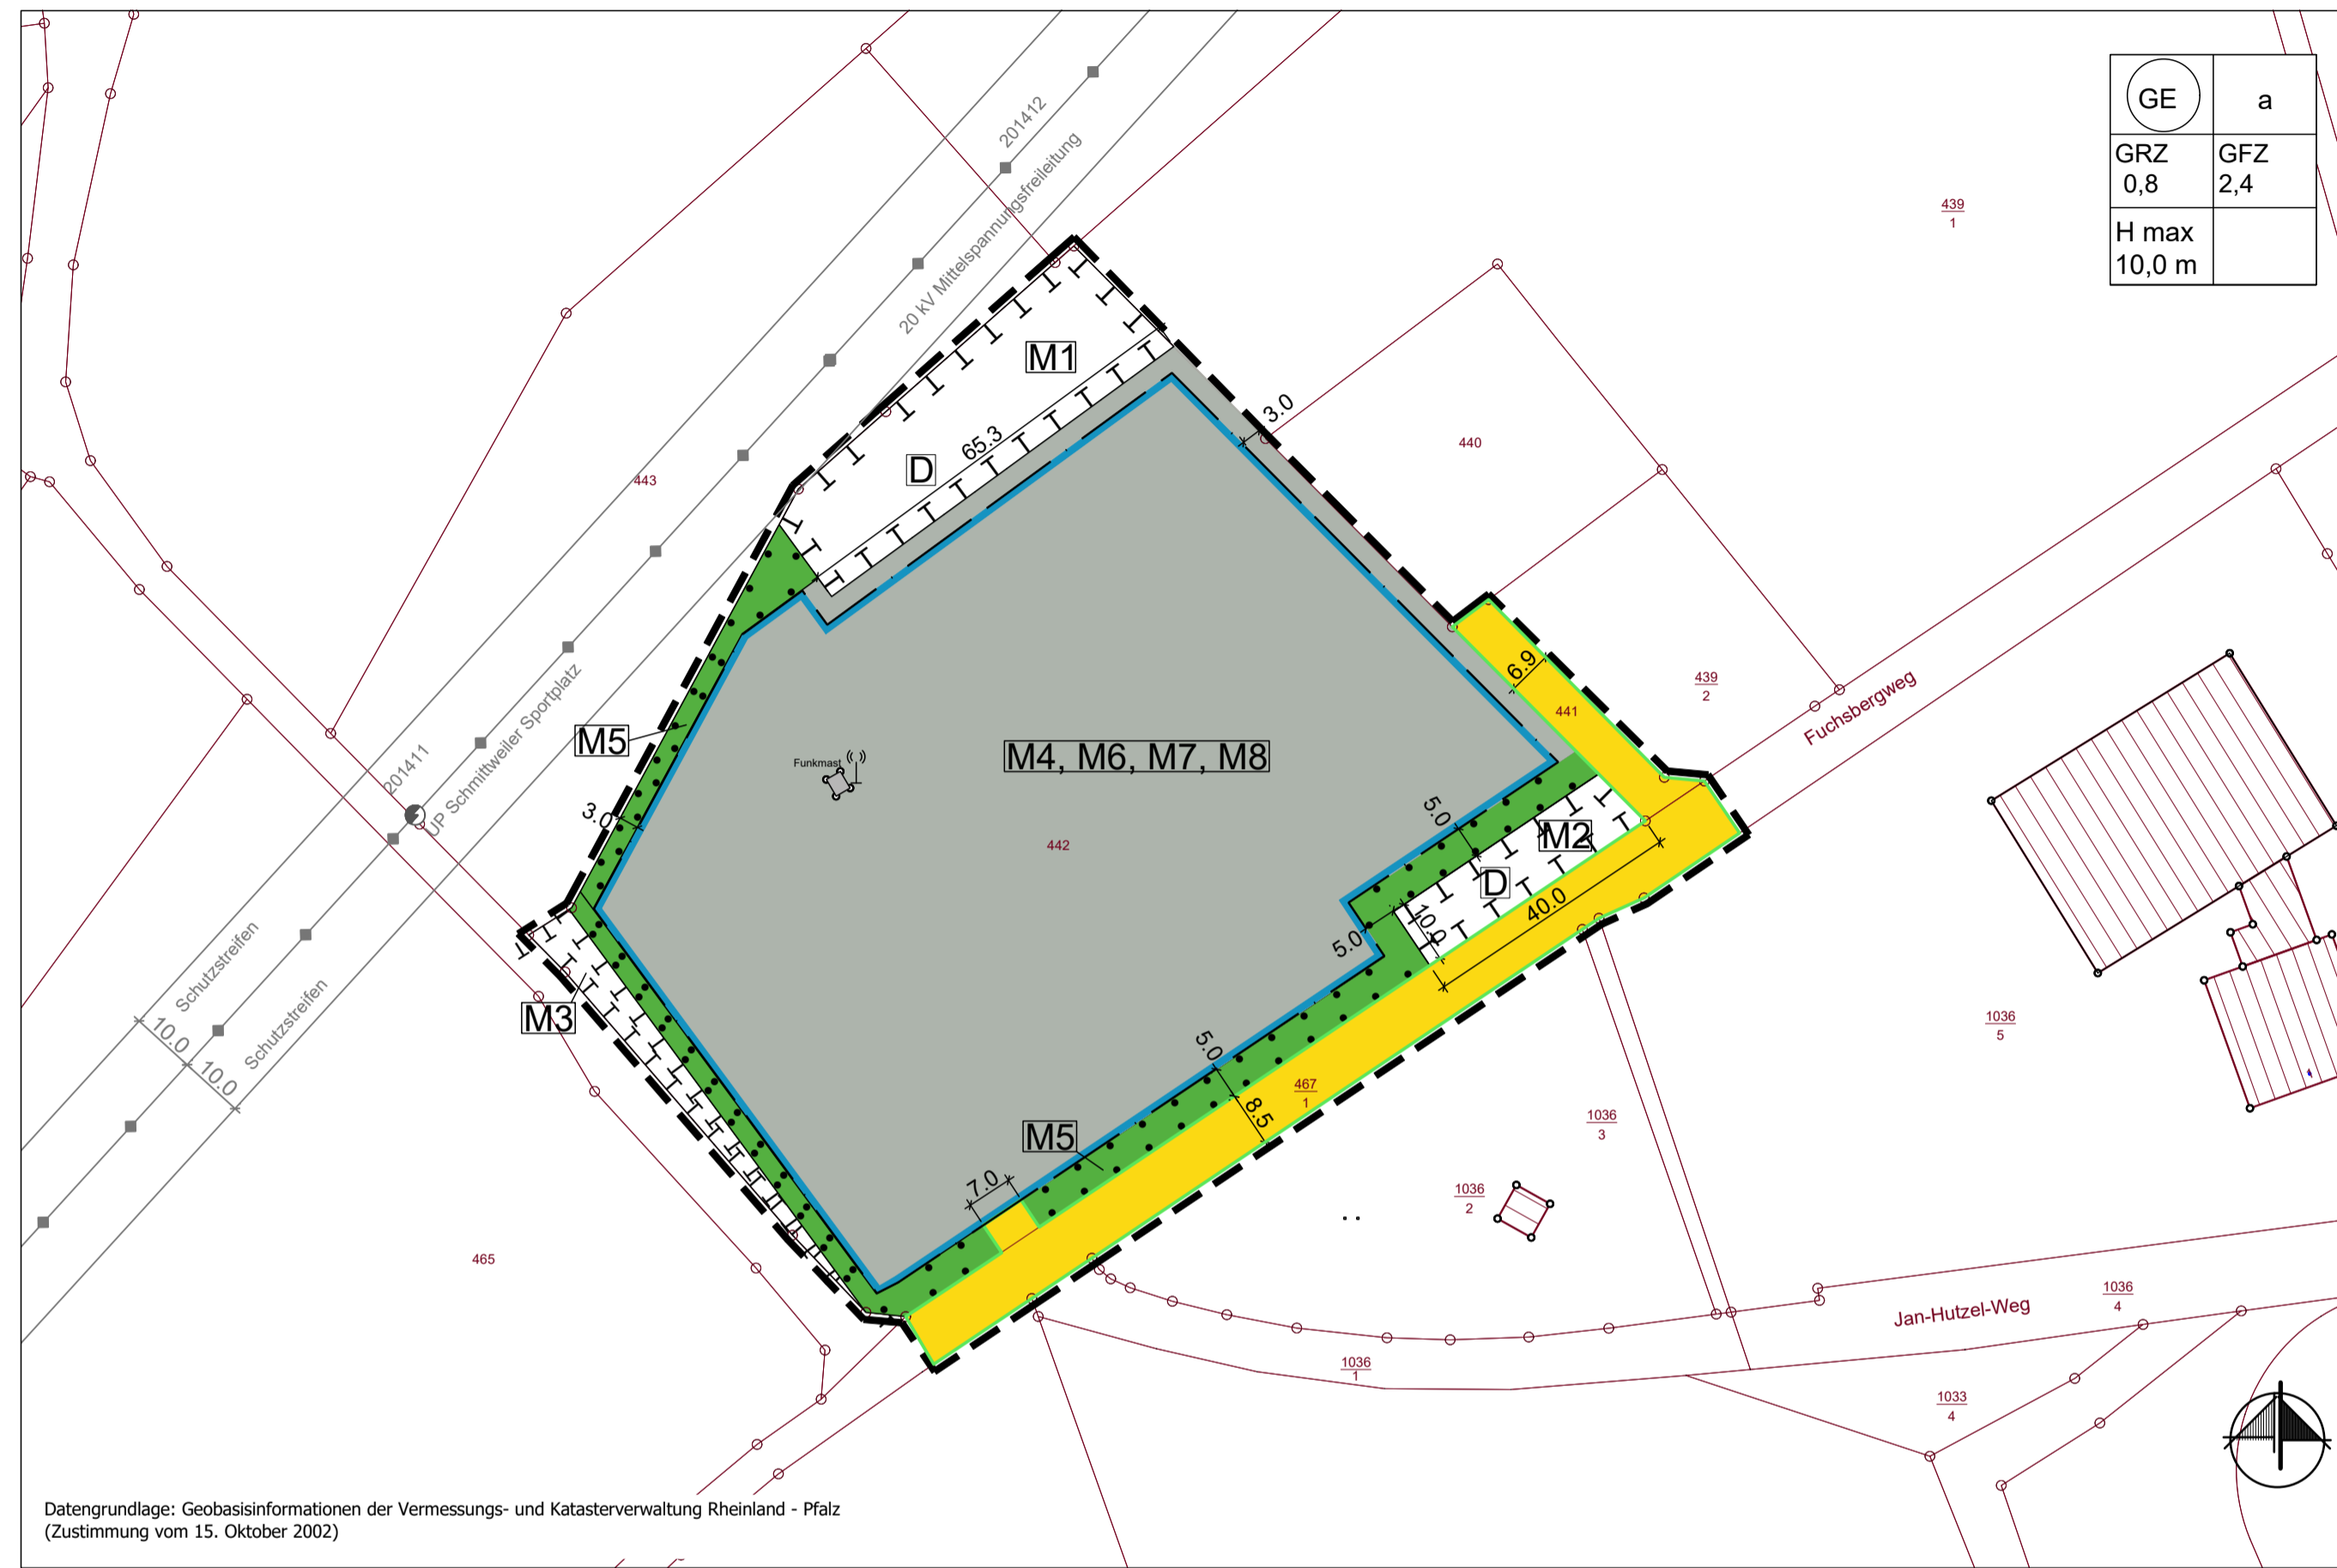 GE
a
GRZ
0,8
GFZ
2,4
H max
10,0 m
201412
20 kV Mittelspannungsfreileitung
439
1
M1
3.0
65.3
440
D
443
6.9
439
2
441
Fuchsbergweg
M5
UP Schmittweiler Sportplatz
201411
Funkmast
M4, M6, M7, M8
3.0
5.0
M2
442
D
40.0
10.0
5.0
Schutzstreifen
Schutzstreifen
M3
10.0
10.0
1036
5
5.0
467
1
8.5
1036
3
M5
7.0
1036
2
465
Jan-Hutzel-Weg
1036
4
1036
1
1033
4
Datengrundlage: Geobasisinformationen der Vermessungs- und Katasterverwaltung Rheinland - Pfalz
(Zustimmung vom 15. Oktober 2002)